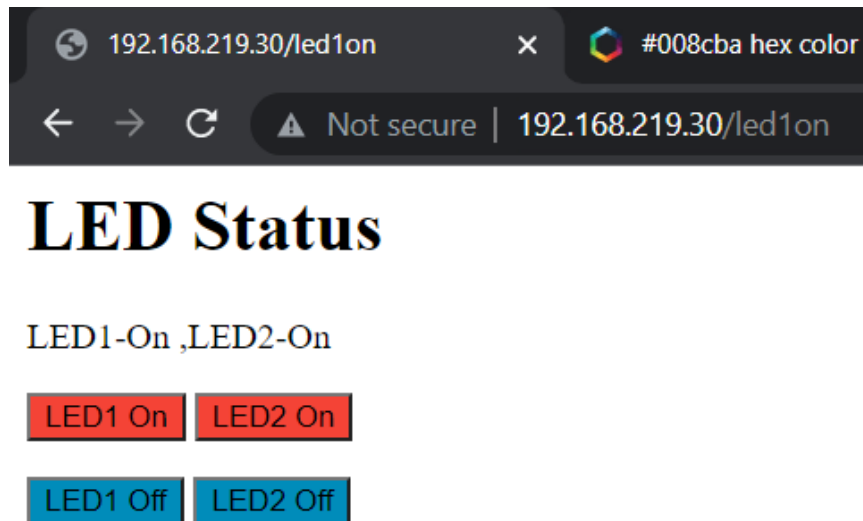 192.168.219.30/led1on
#008cba hex color
Not secure | 192.168.219.30/led1on
LED Status
LED1-On ,LED2-On
LED1 On LED2 On
LED1 Off LED2 Off